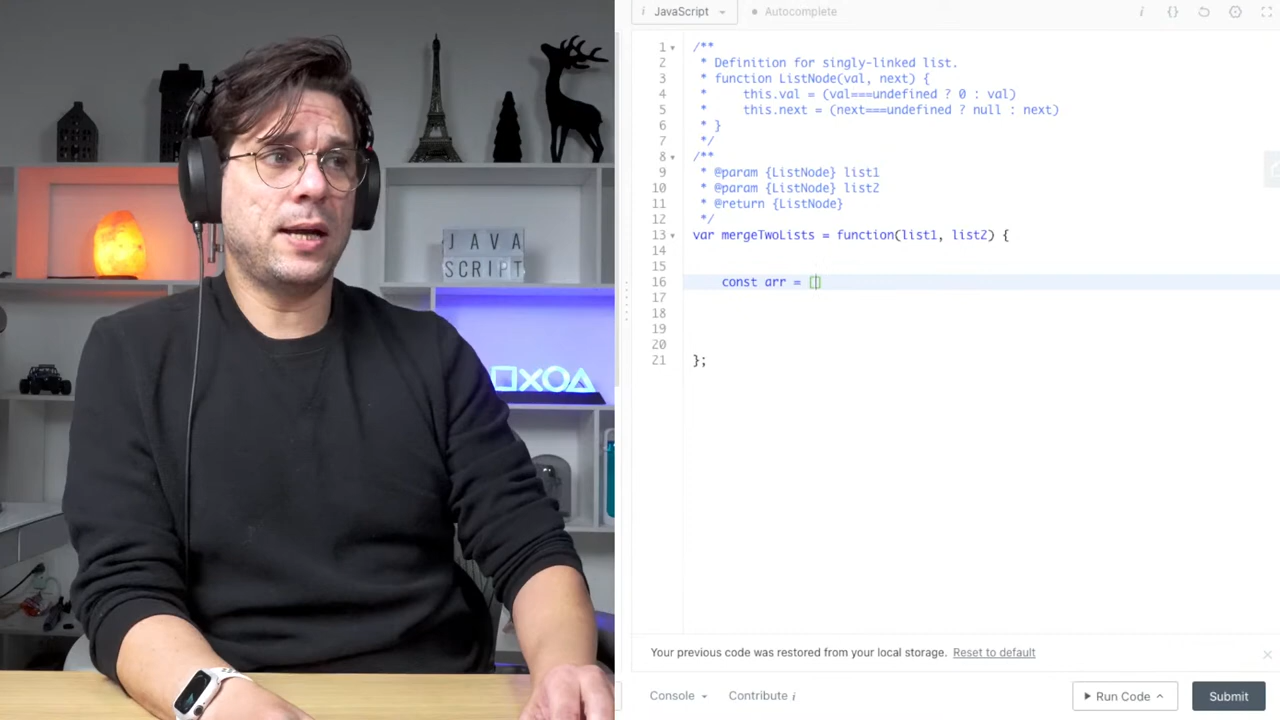 JAVA
SCRIPT
i JavaScript
Autocomplete
i {}
1 /**
2 * Definition for singly-linked list.
3 * function ListNode(val, next) {
4 this.val = (val===undefined ? 0 : val)
5 this.next = (next===undefined ? null : next)
6 * }
7 */
8 /**
9 * @param {ListNode} list1
10 * @param {ListNode} list2
11 * @return {ListNode}
12 */
13 var mergeTwoLists = function(list1, list2) {
14
15
16 const arr = []
17
18
19
20
21 };
Your previous code was restored from your local storage. Reset to default
Console Contribute i Run Code Submit